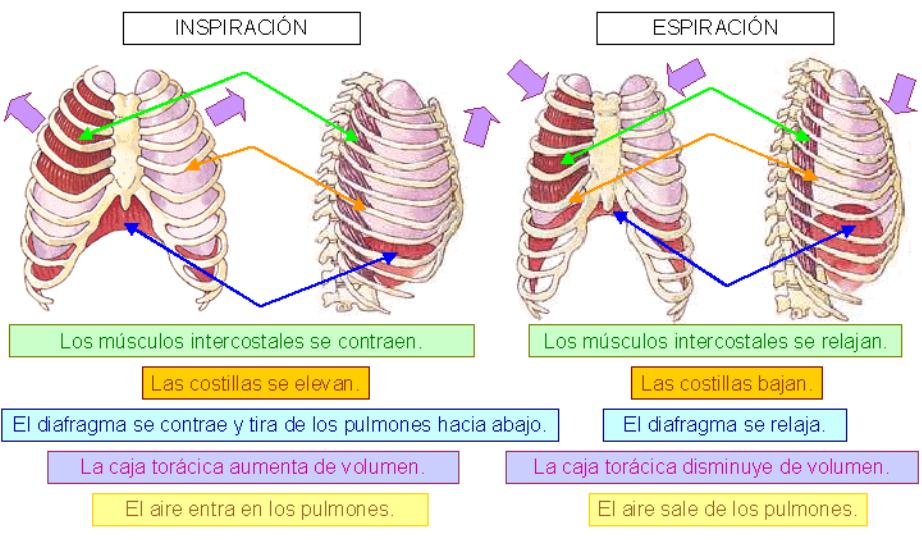 INSPIRACIÓN
ESPIRACIÓN
Los músculos intercostales se contraen.
Los músculos intercostales se relajan.
Las costillas se elevan.
Las costillas bajan.
El diafragma se contrae y tira de los pulmones hacia abajo.
El diafragma se relaja.
La caja torácica aumenta de volumen.
La caja torácica disminuye de volumen.
El aire entra en los pulmones.
El aire sale de los pulmones.